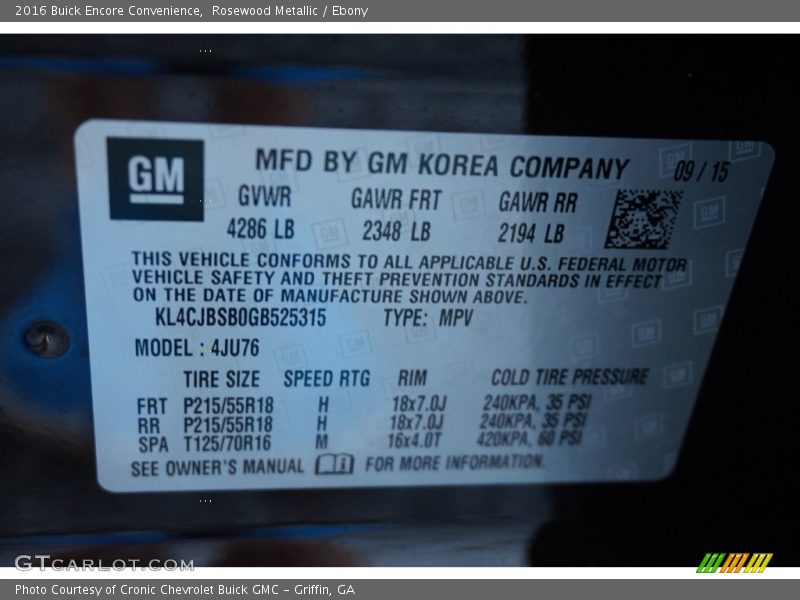 2016 Buick Encore Convenience, Rosewood Metallic / Ebony
GM
MFD BY GM KOREA COMPANY 09 / 15
GVWR GAWR FRT GAWR RR
4286 LB 2348 LB 2194 LB
THIS VEHICLE CONFORMS TO ALL APPLICABLE U.S. FEDERAL MOTOR
VEHICLE SAFETY AND THEFT PREVENTION STANDARDS IN EFFECT
ON THE DATE OF MANUFACTURE SHOWN ABOVE.
KL4CJBSB0GB525315 TYPE: MPV
MODEL : 4JU76
TIRE SIZE SPEED RTG RIM COLD TIRE PRESSURE
FRT P215/55R18 H 18x7.0J 240KPA, 35 PSI
RR P215/55R18 H 18x7.0J 240KPA, 35 PSI
SPA T125/70R16 M 16x4.0T 420KPA, 60 PSI
SEE OWNER'S MANUAL FOR MORE INFORMATION.
GTCARLOT.COM
Photo Courtesy of Cronic Chevrolet Buick GMC – Griffin, GA